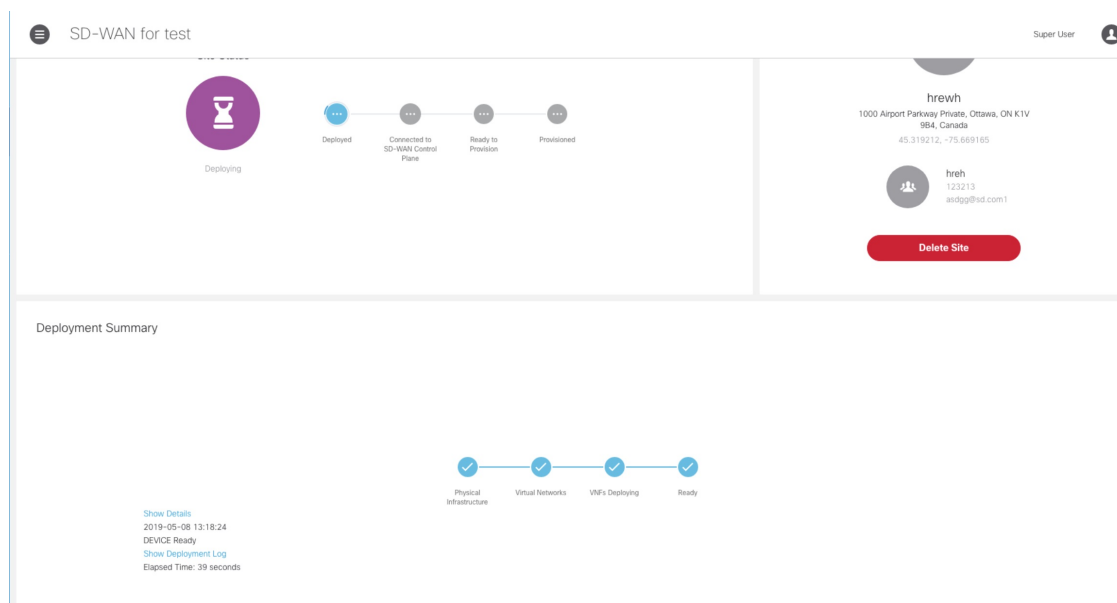 SD-WAN for test
Super User
Site Status
Deploying
Deployed
Connected to
SD-WAN Control
Plane
Ready to
Provision
Provisioned
hrewh
1000 Airport Parkway Private, Ottawa, ON K1V
9B4, Canada
45.319212, -75.669165
hreh
123213
asdgg@sd.com1
Delete Site
Deployment Summary
Physical
Infrastructure
Virtual Networks
VNFs Deploying
Ready
Show Details
2019-05-08 13:18:24
DEVICE Ready
Show Deployment Log
Elapsed Time: 39 seconds